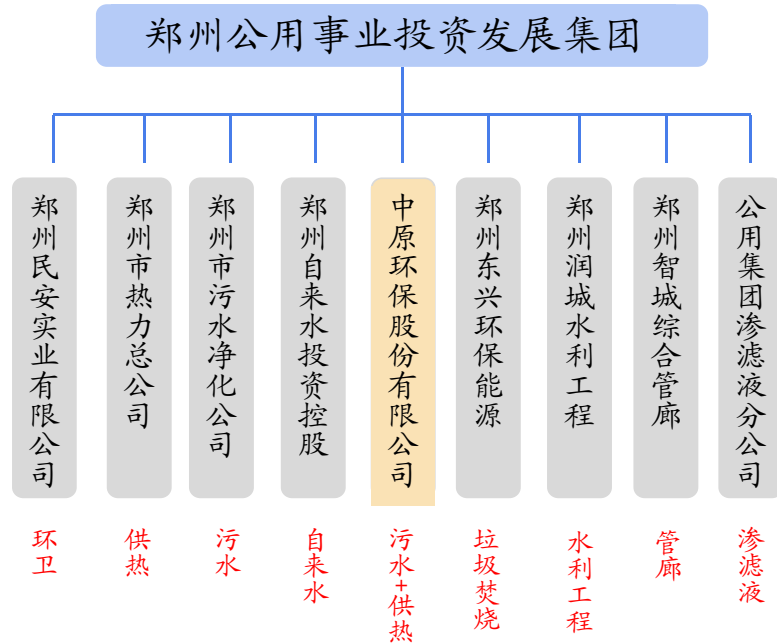 郑州公用事业投资发展集团
郑州民安实业有限公司
郑州市热力总公司
郑州市污水净化公司
郑州自来水投资控股
中原环保股份有限公司
郑州东兴环保能源
郑州润城水利工程
郑州智城综合管廊
公用集团渗滤液分公司
环卫
供热
污水
自来水
污水+供热
垃圾焚烧
水利工程
管廊
渗滤液